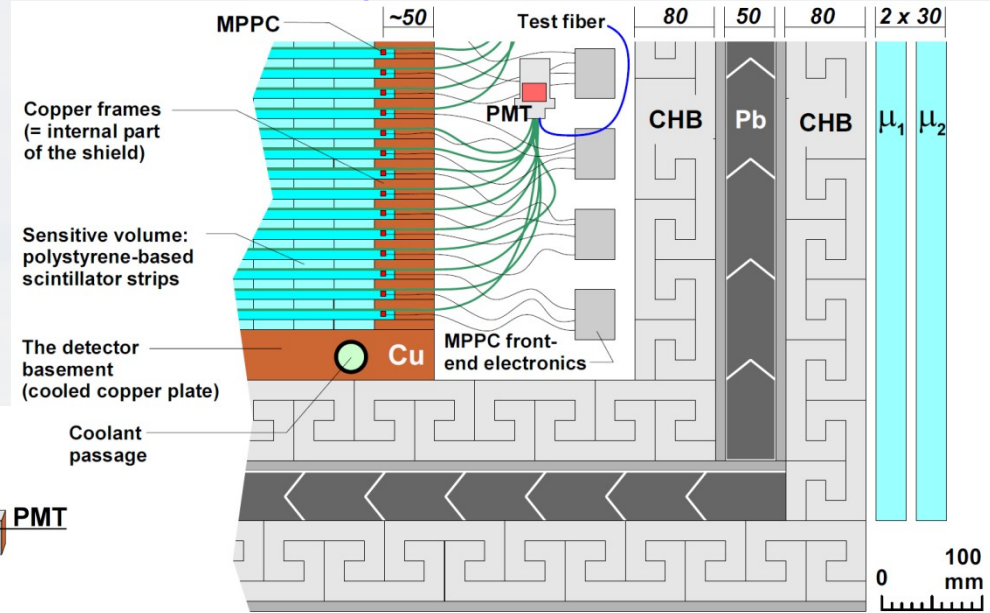 MPPC
~50
Test fiber
80
50
80
2 x 30
Copper frames
(= internal part
of the shield)
PMT
CHB
Pb
CHB
μ1
μ2
Sensitive volume:
polystyrene-based
scintillator strips
The detector
basement
(cooled copper plate)
Cu
MPPC front-
end electronics
Coolant
passage
PMT
0
100
mm